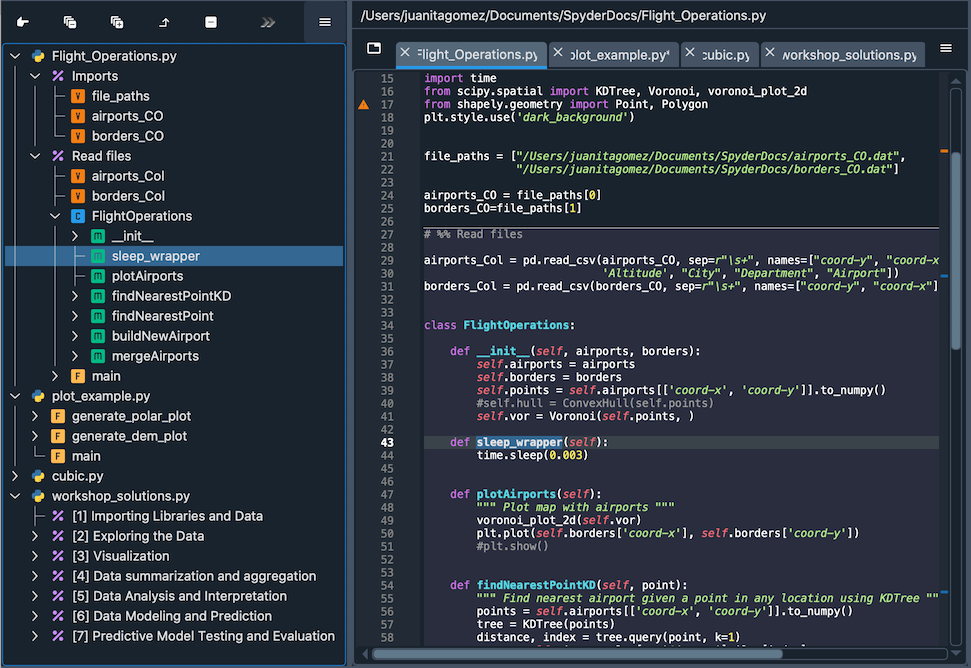 Flight_Operations.py
Imports
file_paths
airports_CO
borders_CO
Read files
airports_Col
borders_Col
FlightOperations
__init__
sleep_wrapper
plotAirports
findNearestPointKD
findNearestPoint
buildNewAirport
mergeAirports
main
plot_example.py
generate_polar_plot
generate_dem_plot
main
cubic.py
workshop_solutions.py
[1] Importing Libraries and Data
[2] Exploring the Data
[3] Visualization
[4] Data summarization and aggregation
[5] Data Analysis and Interpretation
[6] Data Modeling and Prediction
[7] Predictive Model Testing and Evaluation
/Users/juanitagomez/Documents/SpyderDocs/Flight_Operations.py
Flight_Operations.py plot_example.py* cubic.py workshop_solutions.py
15 import time
16 from scipy.spatial import KDTree, Voronoi, voronoi_plot_2d
17 from shapely.geometry import Point, Polygon
18 plt.style.use('dark_background')
19
20
21 file_paths = ["/Users/juanitagomez/Documents/SpyderDocs/airports_CO.dat",
22 "/Users/juanitagomez/Documents/SpyderDocs/borders_CO.dat"]
23
24 airports_CO = file_paths[0]
25 borders_CO=file_paths[1]
26
27 # %% Read files
28
29 airports_Col = pd.read_csv(airports_CO, sep=r"\s+", names=["coord-y", "coord-x
30 'Altitude', "City", "Department", "Airport"])
31 borders_Col = pd.read_csv(borders_CO, sep=r"\s+", names=["coord-y", "coord-x"]
32
33
34 class FlightOperations:
35
36 def __init__(self, airports, borders):
37 self.airports = airports
38 self.borders = borders
39 self.points = self.airports[['coord-x', 'coord-y']].to_numpy()
40 #self.hull = ConvexHull(self.points)
41 self.vor = Voronoi(self.points, )
42
43 def sleep_wrapper(self):
44 time.sleep(0.003)
45
46
47 def plotAirports(self):
48 """ Plot map with airports """
49 voronoi_plot_2d(self.vor)
50 plt.plot(self.borders['coord-x'], self.borders['coord-y'])
51 #plt.show()
52
53
54 def findNearestPointKD(self, point):
55 """ Find nearest airport given a point in any location using KDTree ""
56 points = self.airports[['coord-x', 'coord-y']].to_numpy()
57 tree = KDTree(points)
58 distance, index = tree.query(point, k=1)